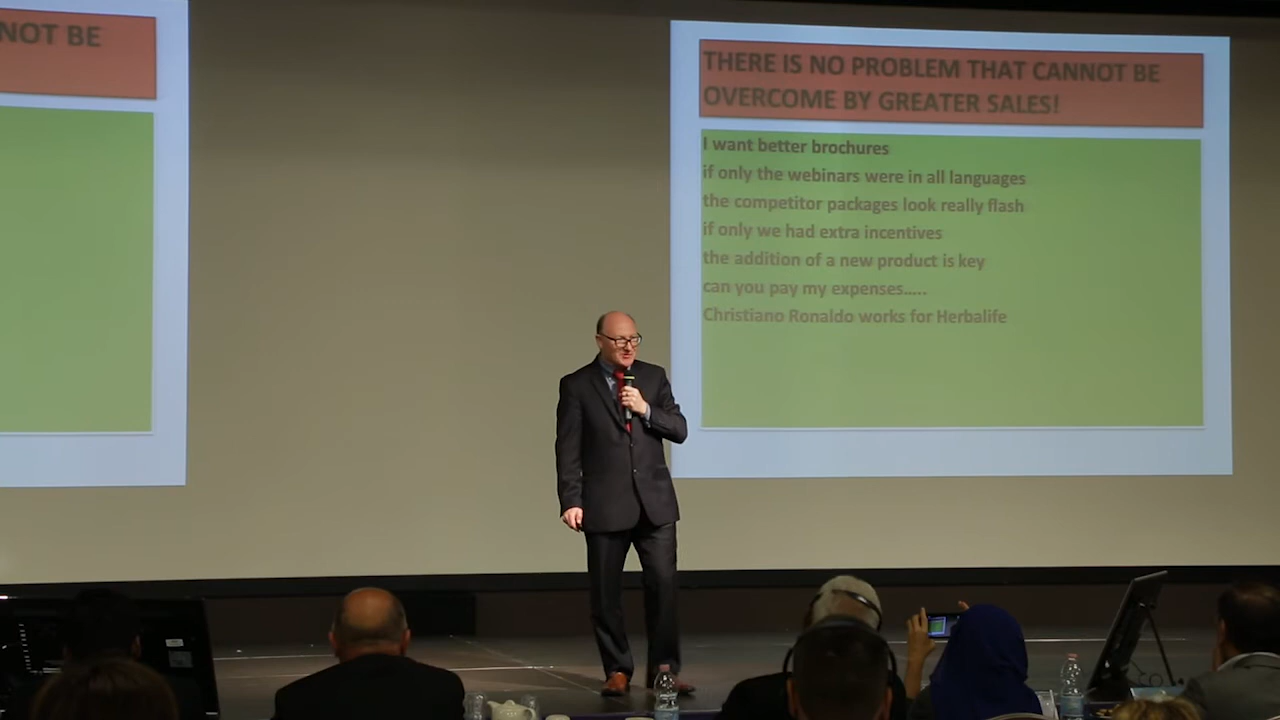 NOT BE
THERE IS NO PROBLEM THAT CANNOT BE
OVERCOME BY GREATER SALES!
I want better brochures
if only the webinars were in all languages
the competitor packages look really flash
if only we had extra incentives
the addition of a new product is key
can you pay my expenses.....
Christiano Ronaldo works for Herbalife